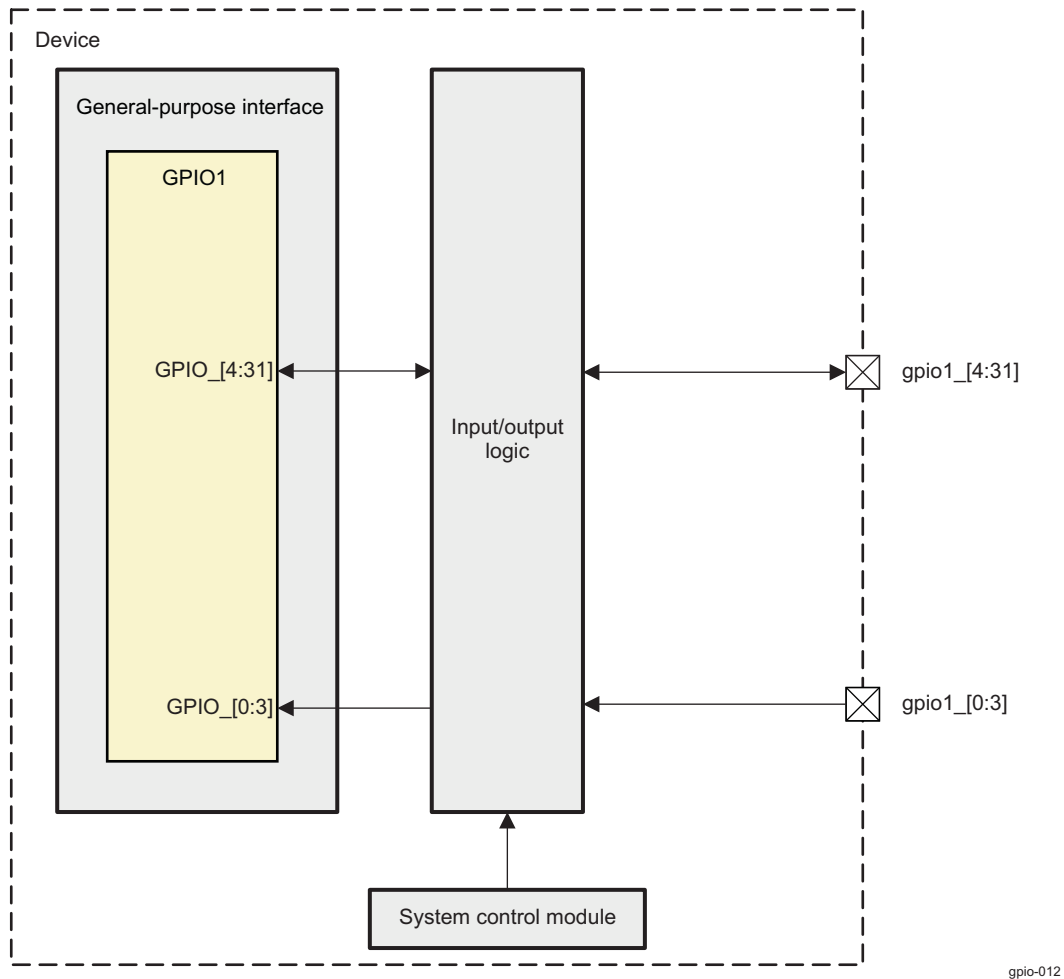 Device
General-purpose interface
GPIO1
GPIO_[4:31]
gpio1_[4:31]
Input/output
logic
GPIO_[0:3]
gpio1_[0:3]
System control module
gpio-012